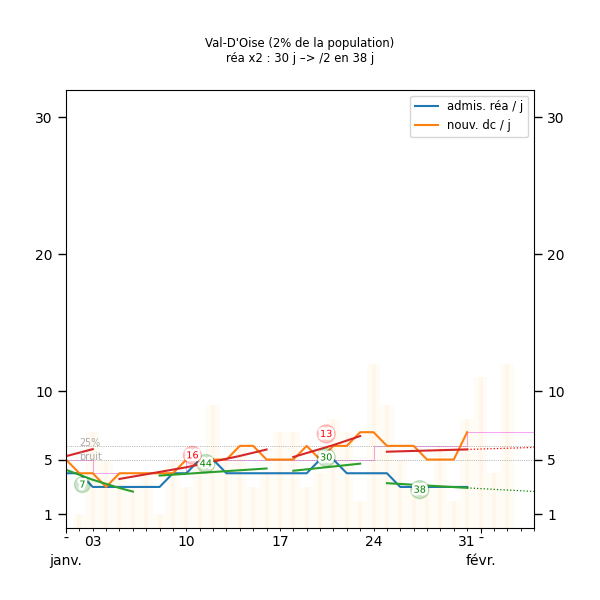 Val-D'Oise (2% de la population)
réa x2 : 30 j –> /2 en 38 j
admis. réa / j
nouv. dc / j
30 30
20 20
10 10
25%
bruit
13
16
30
44
7
38
5 5
1 1
03 10 17 24 31
janv. févr.